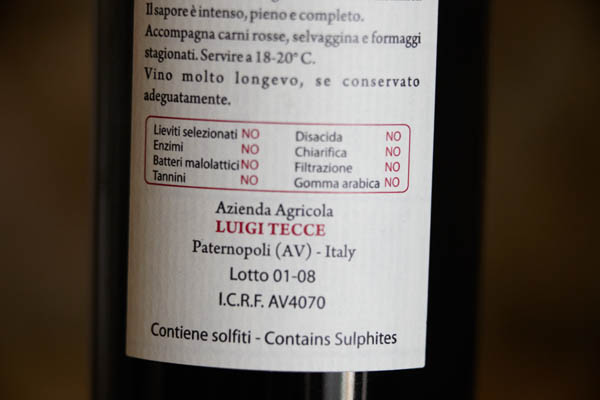 Il sapore è intenso, pieno e completo.
Accompagna carni rosse, selvaggina e formaggi
stagionati. Servire a 18-20° C.
Vino molto longevo, se conservato
adeguatamente.
Lieviti selezionati NO
Enzimi NO
Batteri malolattici NO
Tannini NO
Disacida NO
Chiarifica NO
Filtrazione NO
Gomma arabica NO
Azienda Agricola
LUIGI TECCE
Paternopoli (AV) - Italy
Lotto 01-08
I.C.R.F. AV4070
Contiene solfiti - Contains Sulphites